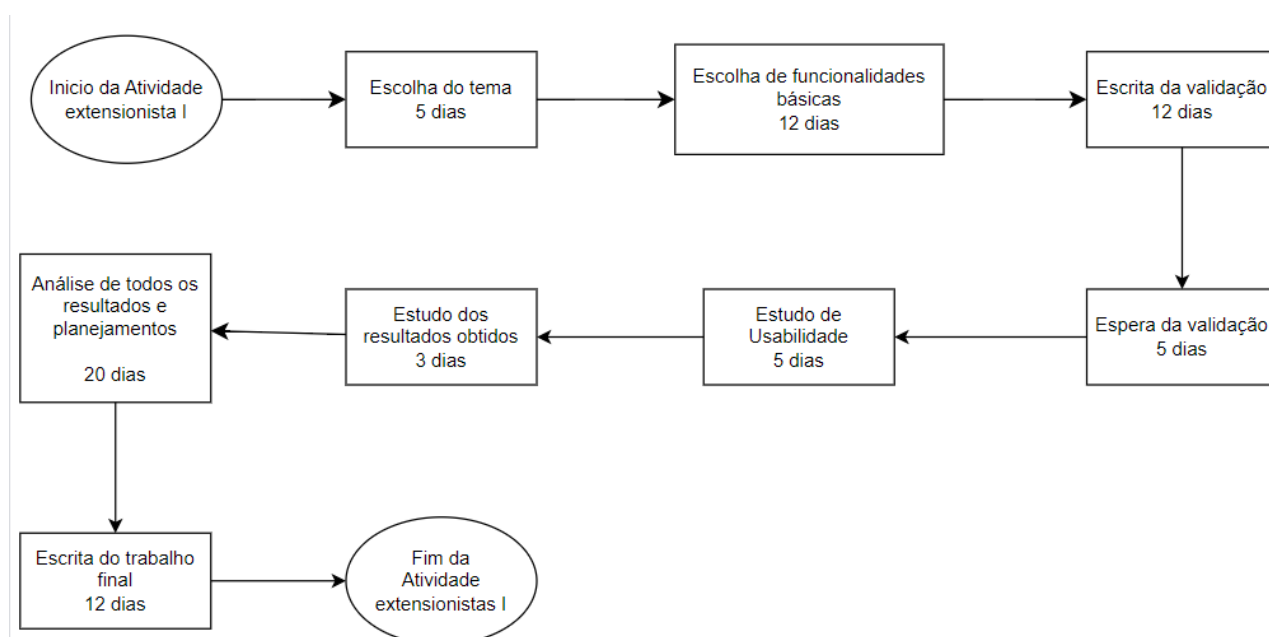 Inicio da Atividade
extensionista I
Escolha do tema
5 dias
Escolha de funcionalidades
básicas
12 dias
Escrita da validação
12 dias
Espera da validação
5 dias
Estudo de
Usabilidade
5 dias
Estudo dos
resultados obtidos
3 dias
Análise de todos os
resultados e
planejamentos
20 dias
Escrita do trabalho
final
12 dias
Fim da
Atividade
extensionistas I